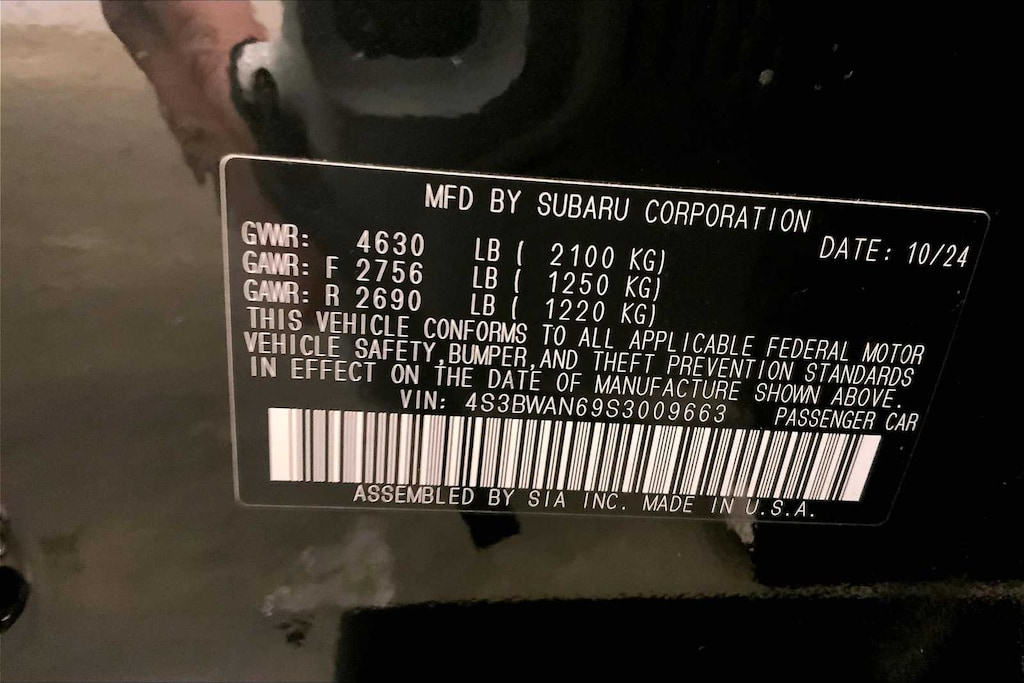 MFD BY SUBARU CORPORATION
DATE: 10/24
GVWR: 4630 LB ( 2100 KG)
GAWR: F 2756 LB ( 1250 KG)
GAWR: R 2690 LB ( 1220 KG)
THIS VEHICLE CONFORMS TO ALL APPLICABLE FEDERAL MOTOR
VEHICLE SAFETY,BUMPER,AND THEFT PREVENTION STANDARDS
IN EFFECT ON THE DATE OF MANUFACTURE SHOWN ABOVE.
VIN: 4S3BWAN69S3009663 PASSENGER CAR
ASSEMBLED BY SIA INC. MADE IN U.S.A.